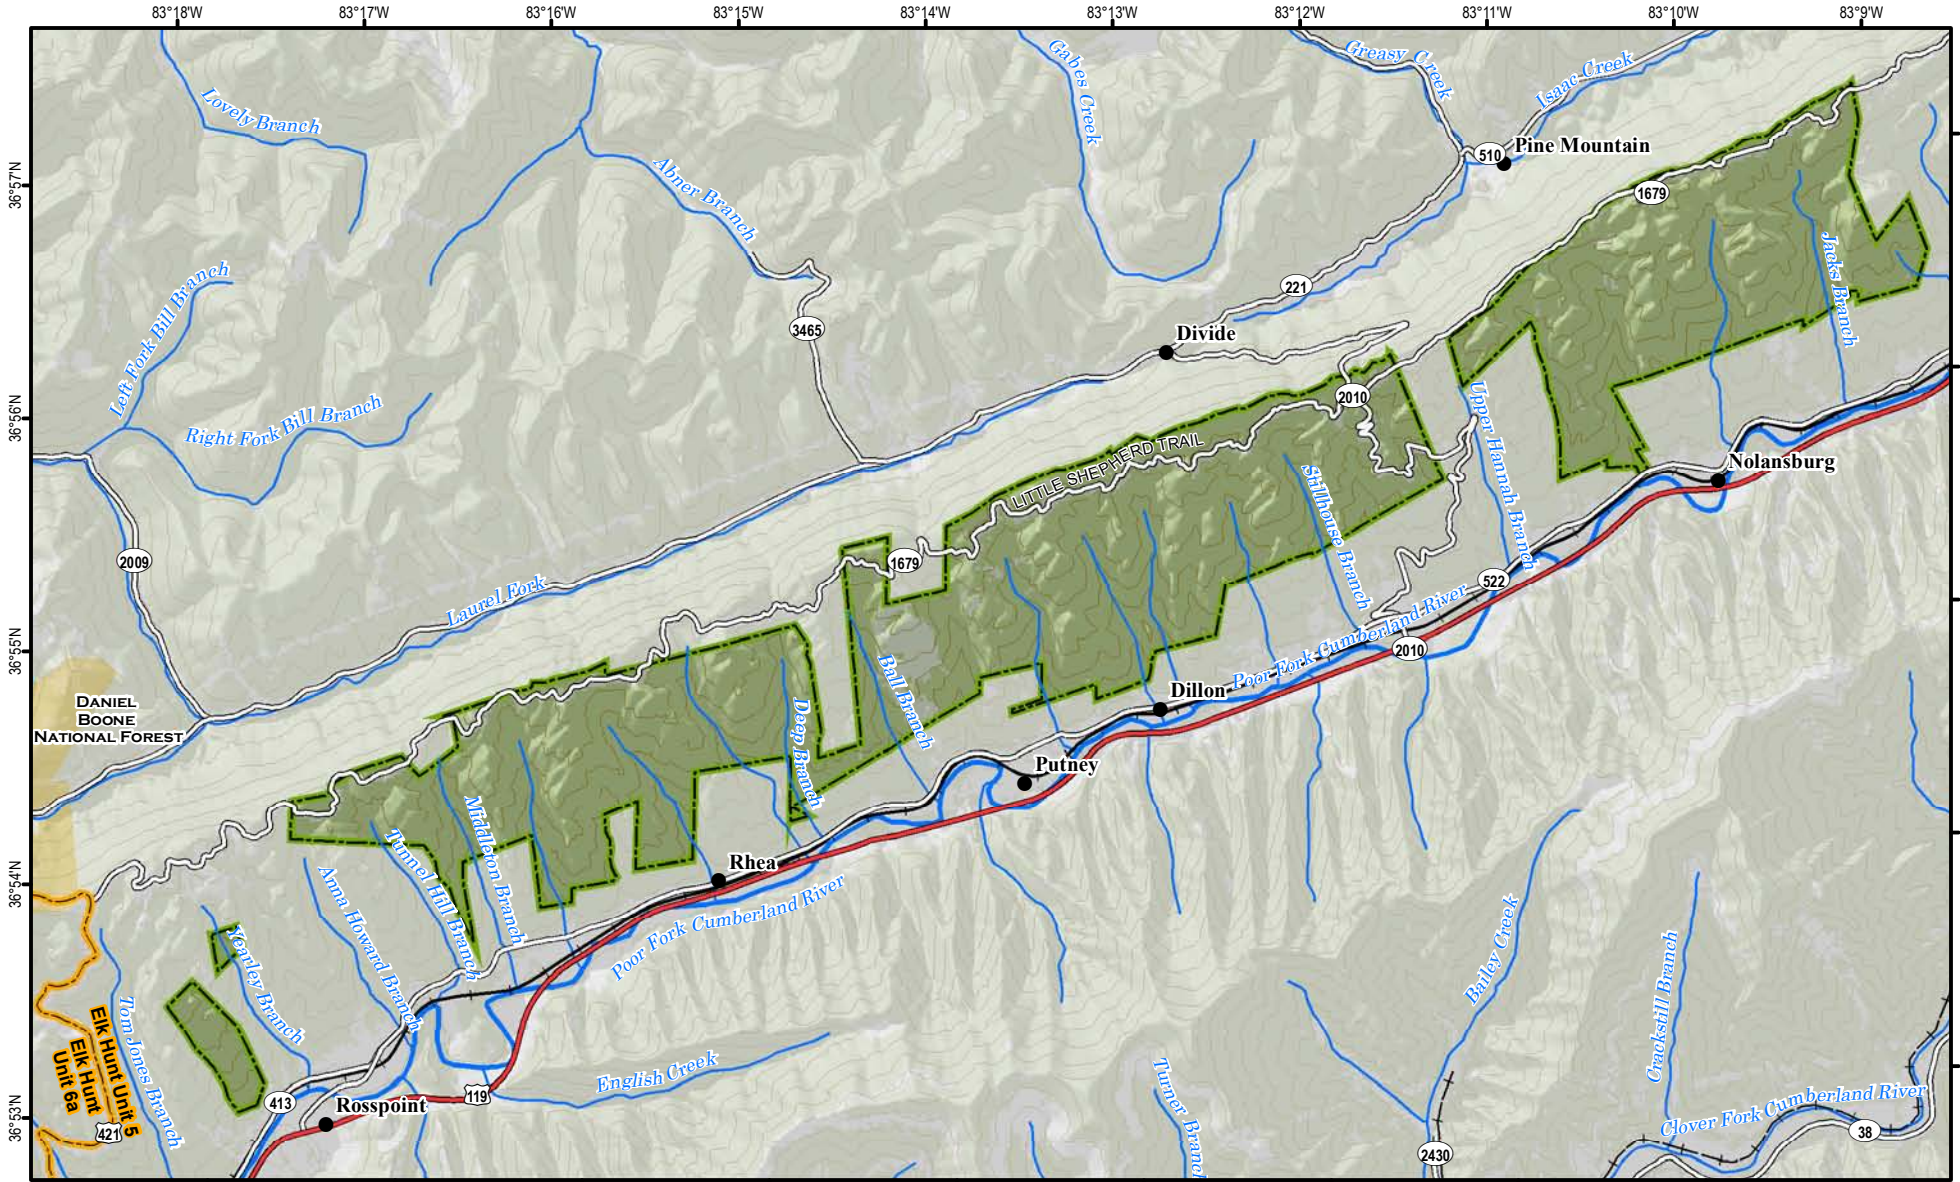 83°18'W
83°17'W
83°16'W
83°15'W
83°14'W
83°13'W
83°12'W
83°11'W
83°10'W
83°9'W
36°57'N
36°56'N
36°55'N
36°54'N
36°53'N
Lovely Branch
Abner Branch
Gabes Creek
Greasy Creek
Isaac Creek
510
Pine Mountain
1679
Jacks Branch
Left Fork Bill Branch
Right Fork Bill Branch
3465
221
Divide
2010
LITTLE SHEPHERD TRAIL
Upper Hannah Branch
Stillhouse Branch
Nolansburg
2009
Laurel Fork
1679
522
Poor Fork Cumberland River
2010
Ball Branch
Deep Branch
Dillon
Putney
DANIEL
BOONE
NATIONAL FOREST
Rhea
Poor Fork Cumberland River
Middleton Branch
Tunnel Hill Branch
Anna Howard Branch
Yearley Branch
Tom Jones Branch
Elk Hunt Unit 5
Elk Hunt
Unit 6a
421
413
Rosspoint
119
English Creek
Turner Branch
Bailey Creek
Crackstill Branch
Clover Fork Cumberland River
38
2430